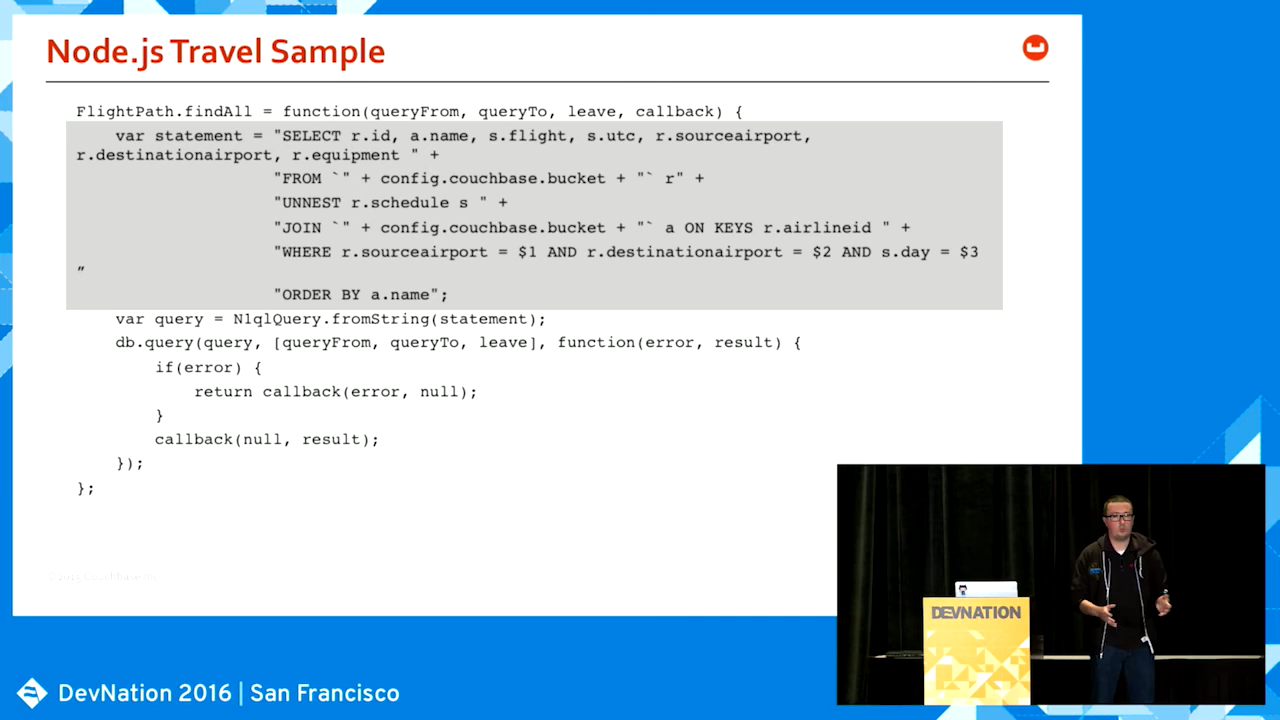 Node.js Travel Sample
FlightPath.findAll = function(queryFrom, queryTo, leave, callback) {
var statement = "SELECT r.id, a.name, s.flight, s.utc, r.sourceairport,
r.destinationairport, r.equipment " +
"FROM `" + config.couchbase.bucket + "` r" +
"UNNEST r.schedule s " +
"JOIN `" + config.couchbase.bucket + "` a ON KEYS r.airlineid " +
"WHERE r.sourceairport = $1 AND r.destinationairport = $2 AND s.day = $3
"
"ORDER BY a.name";
var query = N1qlQuery.fromString(statement);
db.query(query, [queryFrom, queryTo, leave], function(error, result) {
if(error) {
return callback(error, null);
}
callback(null, result);
});
};
©2015 Couchbase
DEVNATION
DevNation 2016 | San Francisco